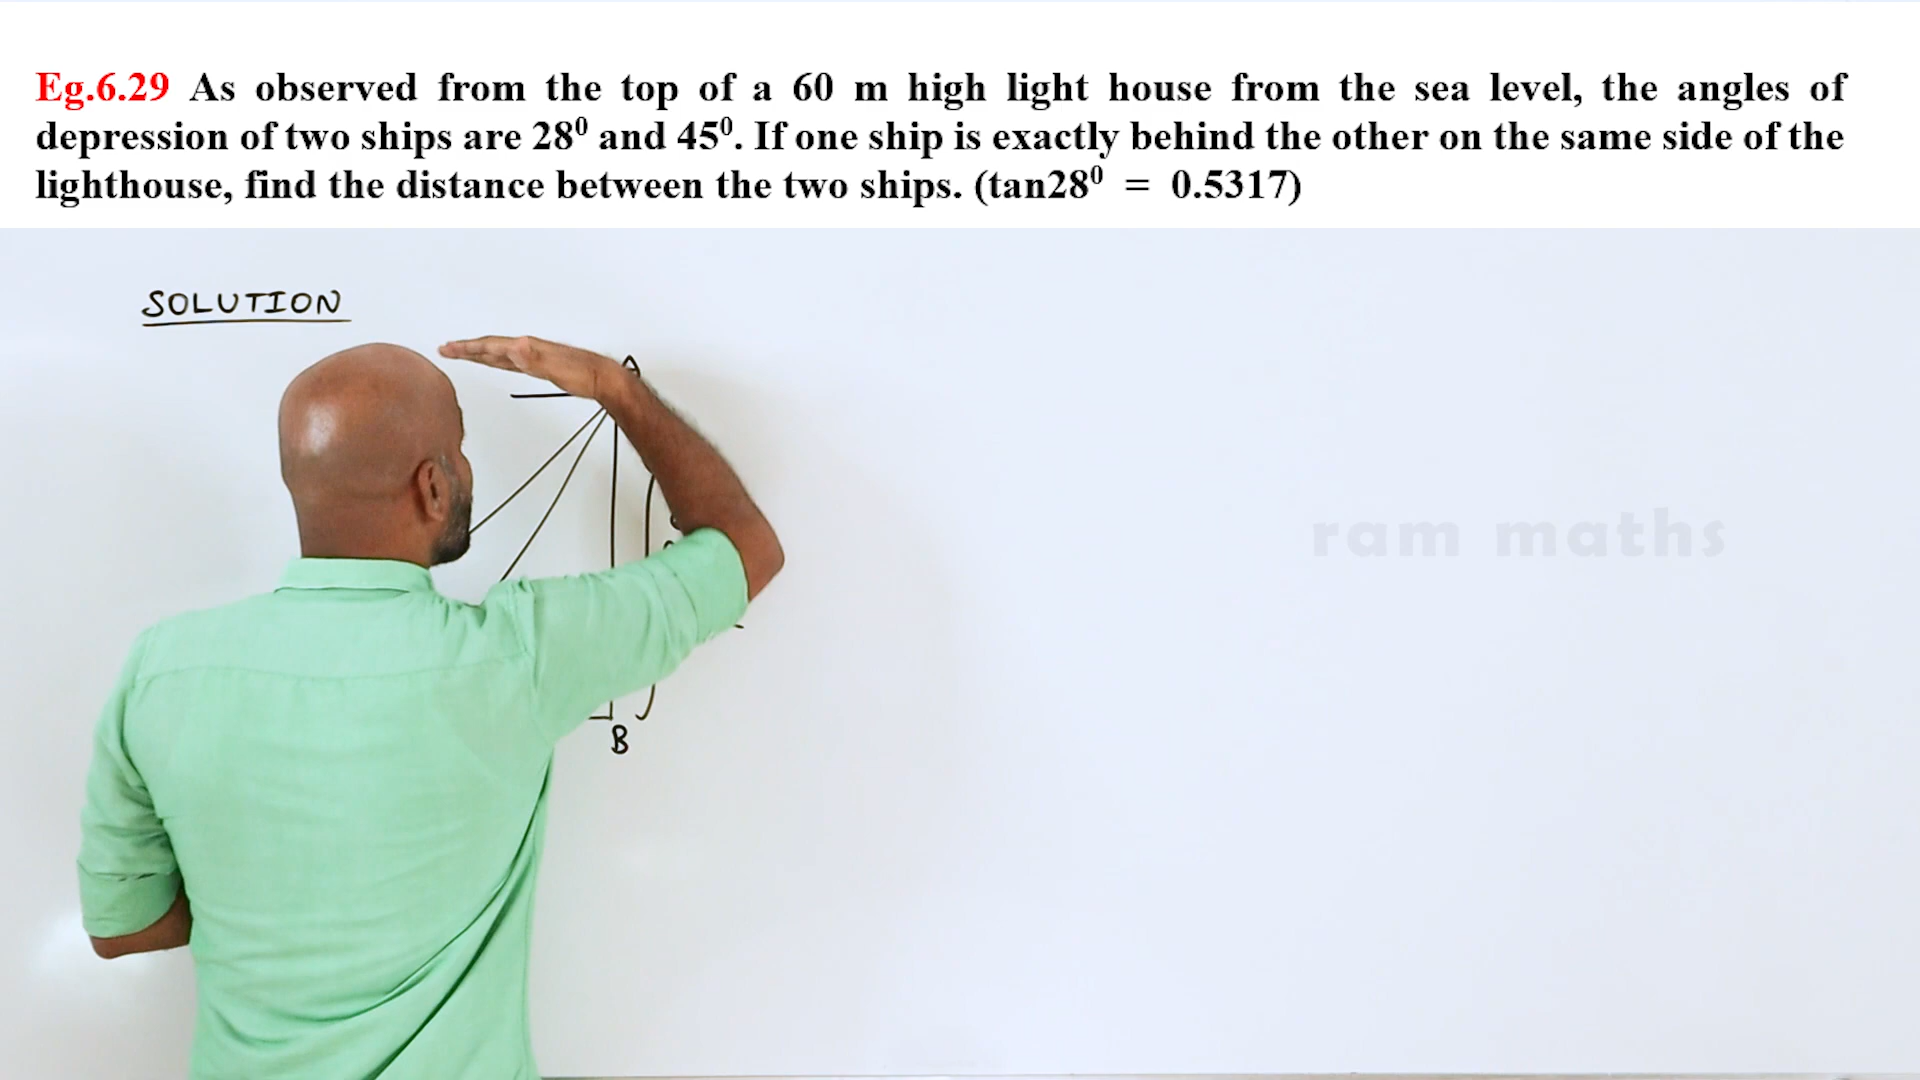 Eg.6.29 As observed from the top of a 60 m high light house from the sea level, the angles of
depression of two ships are 28⁰ and 45⁰. If one ship is exactly behind the other on the same side of the
lighthouse, find the distance between the two ships. (tan28⁰ = 0.5317)
SOLUTION
A
ram maths
B